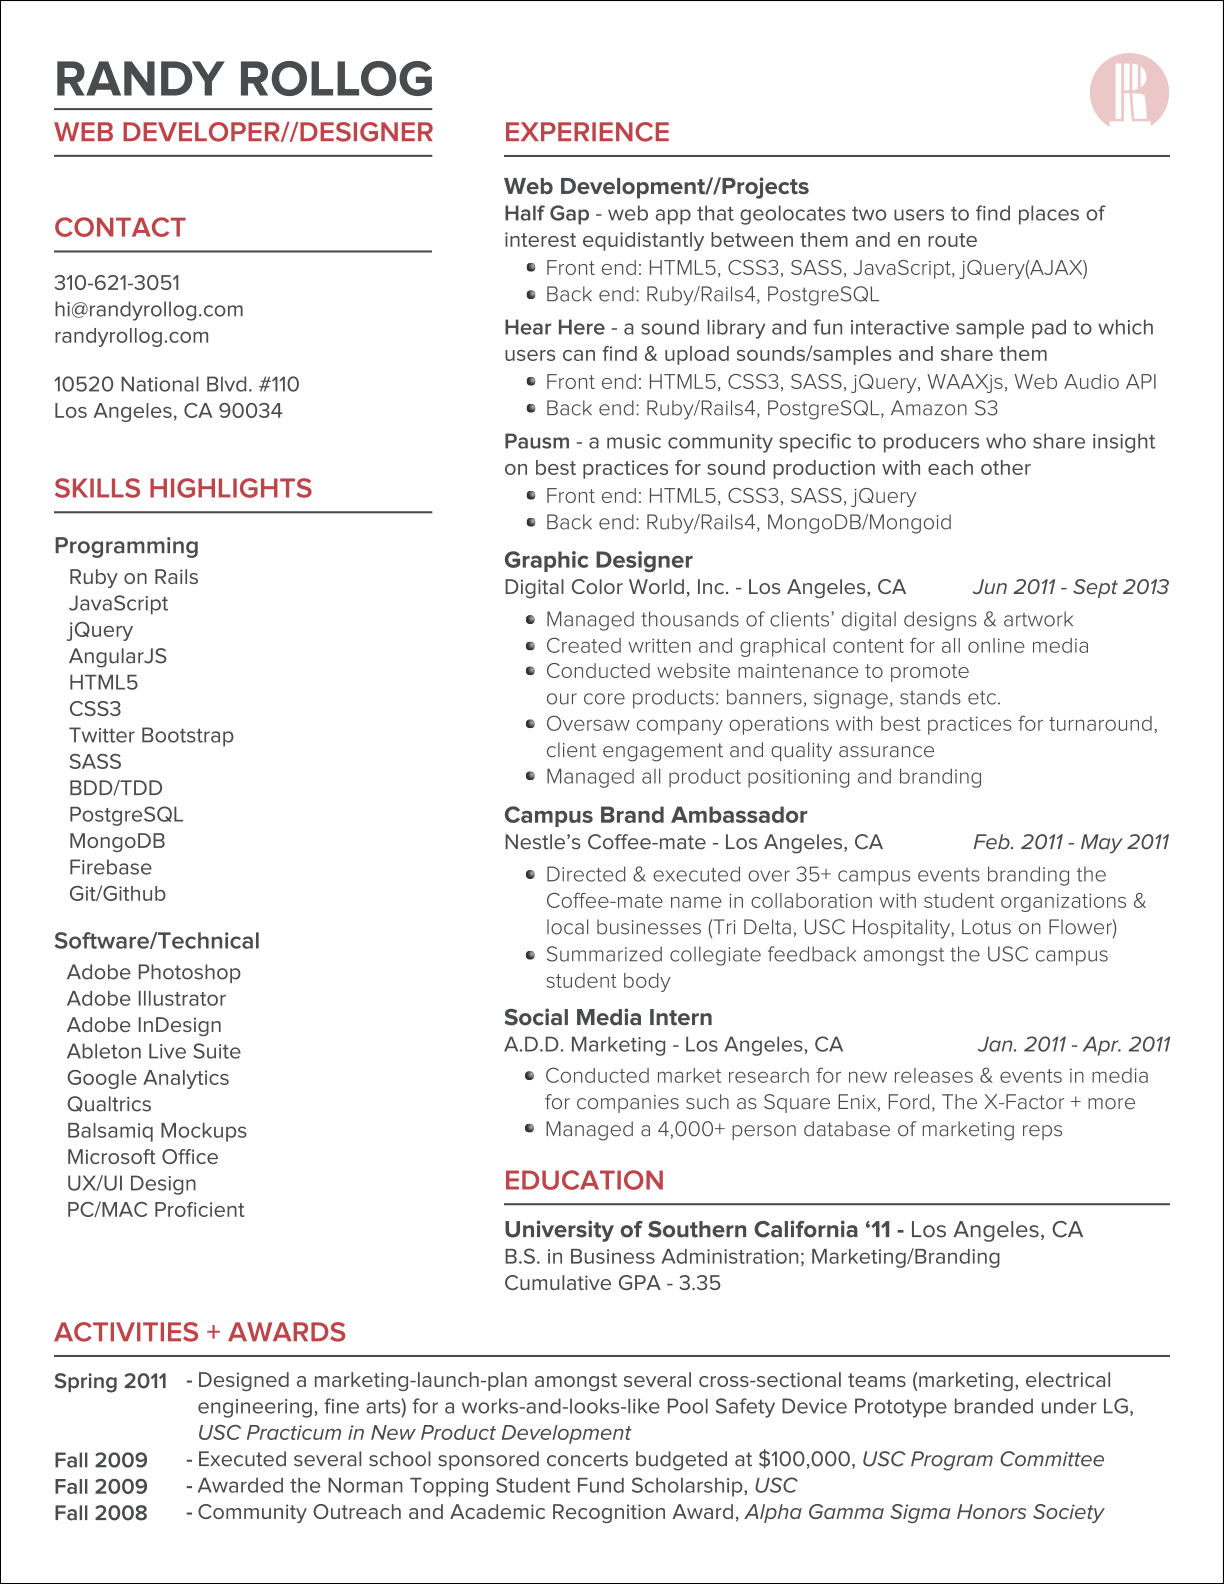 RANDY ROLLOG
WEB DEVELOPER//DESIGNER
CONTACT
310-621-3051
hi@randyrollog.com
randyrollog.com
10520 National Blvd. #110
Los Angeles, CA 90034
SKILLS HIGHLIGHTS
Programming
Ruby on Rails
JavaScript
jQuery
AngularJS
HTML5
CSS3
Twitter Bootstrap
SASS
BDD/TDD
PostgreSQL
MongoDB
Firebase
Git/Github
Software/Technical
Adobe Photoshop
Adobe Illustrator
Adobe InDesign
Ableton Live Suite
Google Analytics
Qualtrics
Balsamiq Mockups
Microsoft Office
UX/UI Design
PC/MAC Proficient
R
EXPERIENCE
Web Development//Projects
Half Gap - web app that geolocates two users to find places of
interest equidistantly between them and en route
• Front end: HTML5, CSS3, SASS, JavaScript, jQuery(AJAX)
• Back end: Ruby/Rails4, PostgreSQL
Hear Here - a sound library and fun interactive sample pad to which
users can find & upload sounds/samples and share them
• Front end: HTML5, CSS3, SASS, jQuery, WAAXjs, Web Audio API
• Back end: Ruby/Rails4, PostgreSQL, Amazon S3
Pausm - a music community specific to producers who share insight
on best practices for sound production with each other
• Front end: HTML5, CSS3, SASS, jQuery
• Back end: Ruby/Rails4, MongoDB/Mongoid
Graphic Designer
Digital Color World, Inc. - Los Angeles, CA Jun 2011 - Sept 2013
• Managed thousands of clients’ digital designs & artwork
• Created written and graphical content for all online media
• Conducted website maintenance to promote
our core products: banners, signage, stands etc.
• Oversaw company operations with best practices for turnaround,
client engagement and quality assurance
• Managed all product positioning and branding
Campus Brand Ambassador
Nestle’s Coffee-mate - Los Angeles, CA Feb. 2011 - May 2011
• Directed & executed over 35+ campus events branding the
Coffee-mate name in collaboration with student organizations &
local businesses (Tri Delta, USC Hospitality, Lotus on Flower)
• Summarized collegiate feedback amongst the USC campus
student body
Social Media Intern
A.D.D. Marketing - Los Angeles, CA Jan. 2011 - Apr. 2011
• Conducted market research for new releases & events in media
for companies such as Square Enix, Ford, The X-Factor + more
• Managed a 4,000+ person database of marketing reps
EDUCATION
University of Southern California ‘11 - Los Angeles, CA
B.S. in Business Administration; Marketing/Branding
Cumulative GPA - 3.35
ACTIVITIES + AWARDS
Spring 2011 - Designed a marketing-launch-plan amongst several cross-sectional teams (marketing, electrical
engineering, fine arts) for a works-and-looks-like Pool Safety Device Prototype branded under LG,
USC Practicum in New Product Development
Fall 2009 - Executed several school sponsored concerts budgeted at $100,000, USC Program Committee
Fall 2009 - Awarded the Norman Topping Student Fund Scholarship, USC
Fall 2008 - Community Outreach and Academic Recognition Award, Alpha Gamma Sigma Honors Society